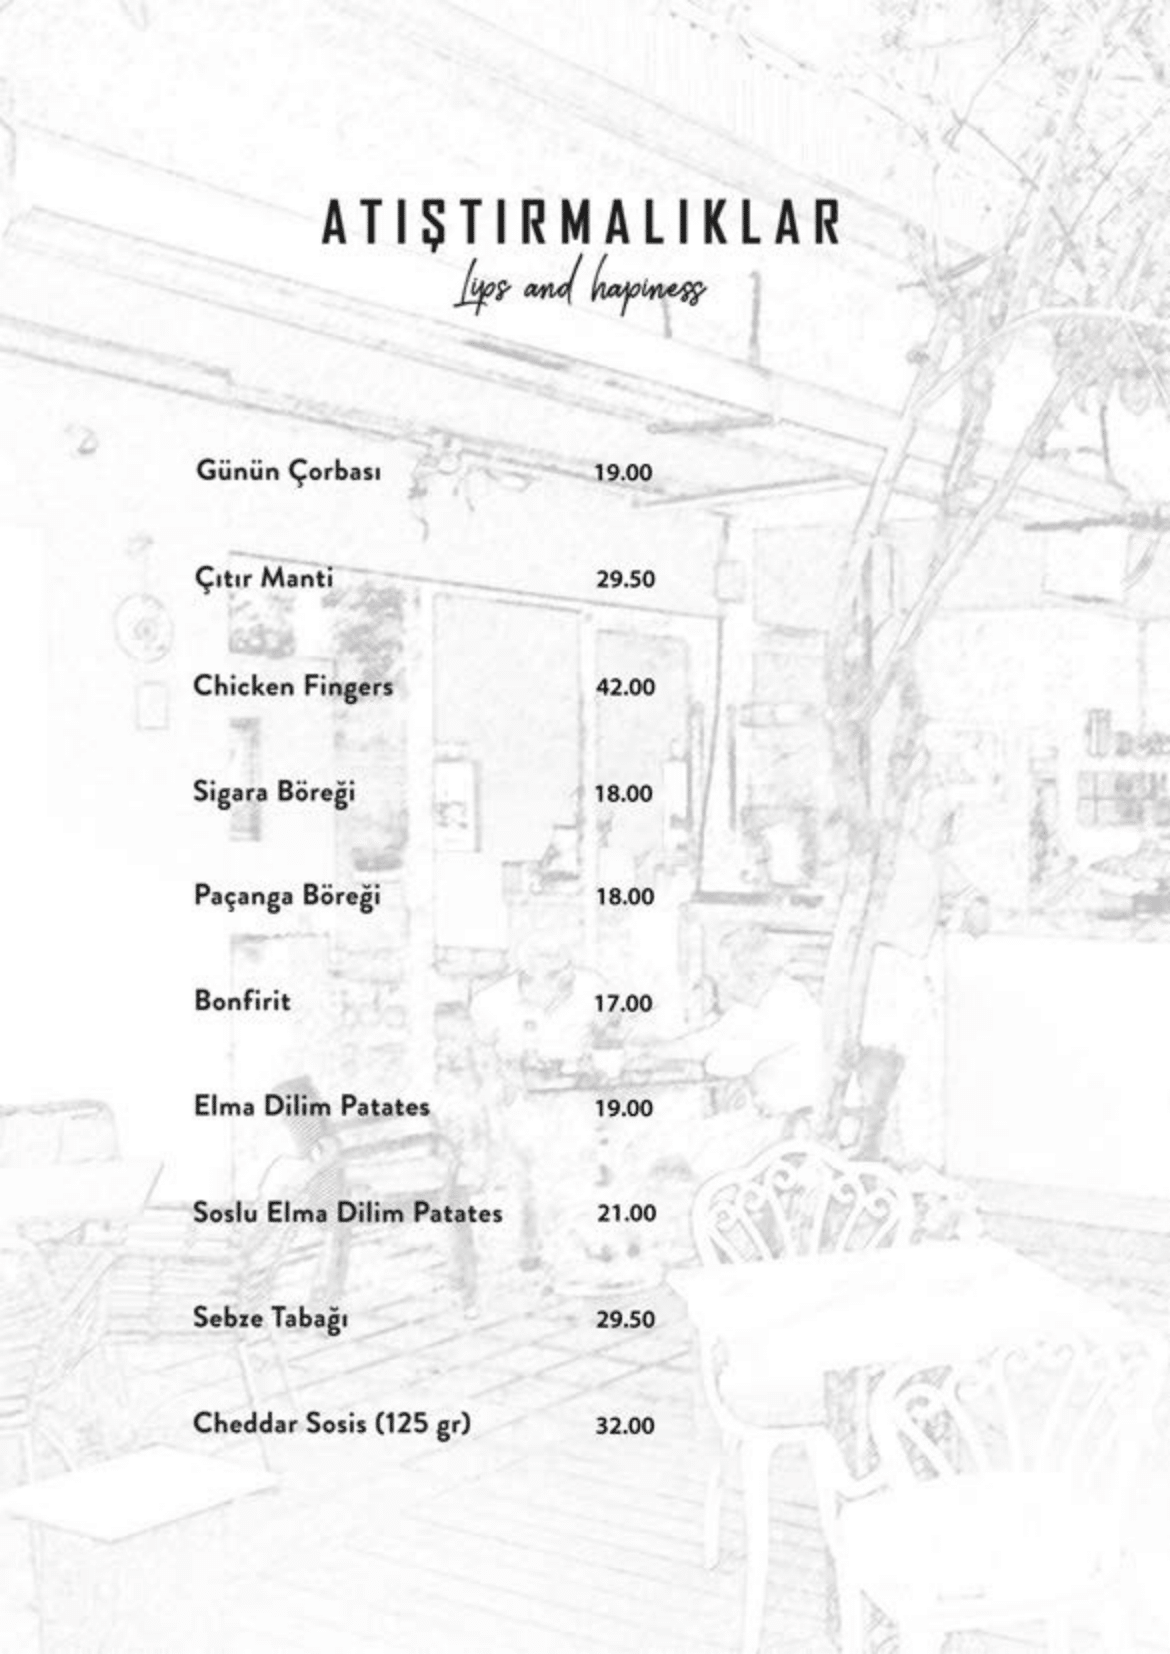 ATIŞTIRMALIKLAR
Lips and hapiness
Günün Çorbası 19.00
Çıtır Manti 29.50
Chicken Fingers 42.00
Sigara Böreği 18.00
Paçanga Böreği 18.00
Bonfirit 17.00
Elma Dilim Patates 19.00
Soslu Elma Dilim Patates 21.00
Sebze Tabağı 29.50
Cheddar Sosis (125 gr) 32.00